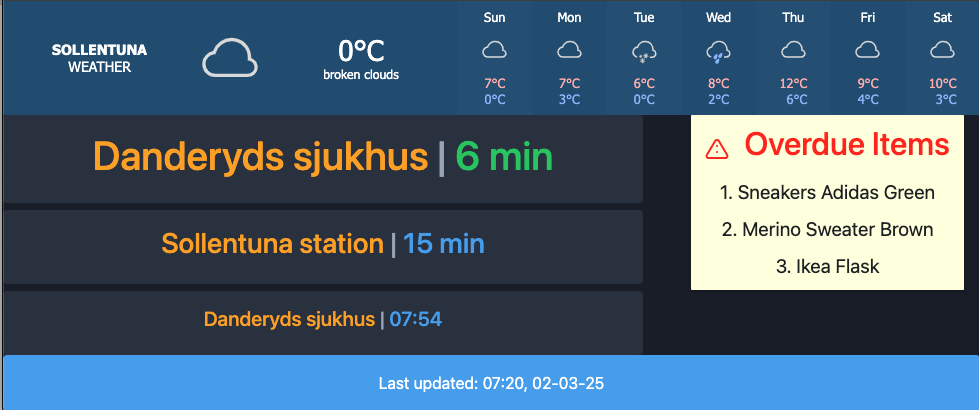 SOLLENTUNA
WEATHER
0°C
broken clouds
Sun Mon Tue Wed Thu Fri Sat
7°C 7°C 6°C 8°C 12°C 9°C 10°C
0°C 3°C 0°C 2°C 6°C 4°C 3°C
Danderyds sjukhus | 6 min
Sollentuna station | 15 min
Danderyds sjukhus | 07:54
Overdue Items
1. Sneakers Adidas Green
2. Merino Sweater Brown
3. Ikea Flask
Last updated: 07:20, 02-03-25